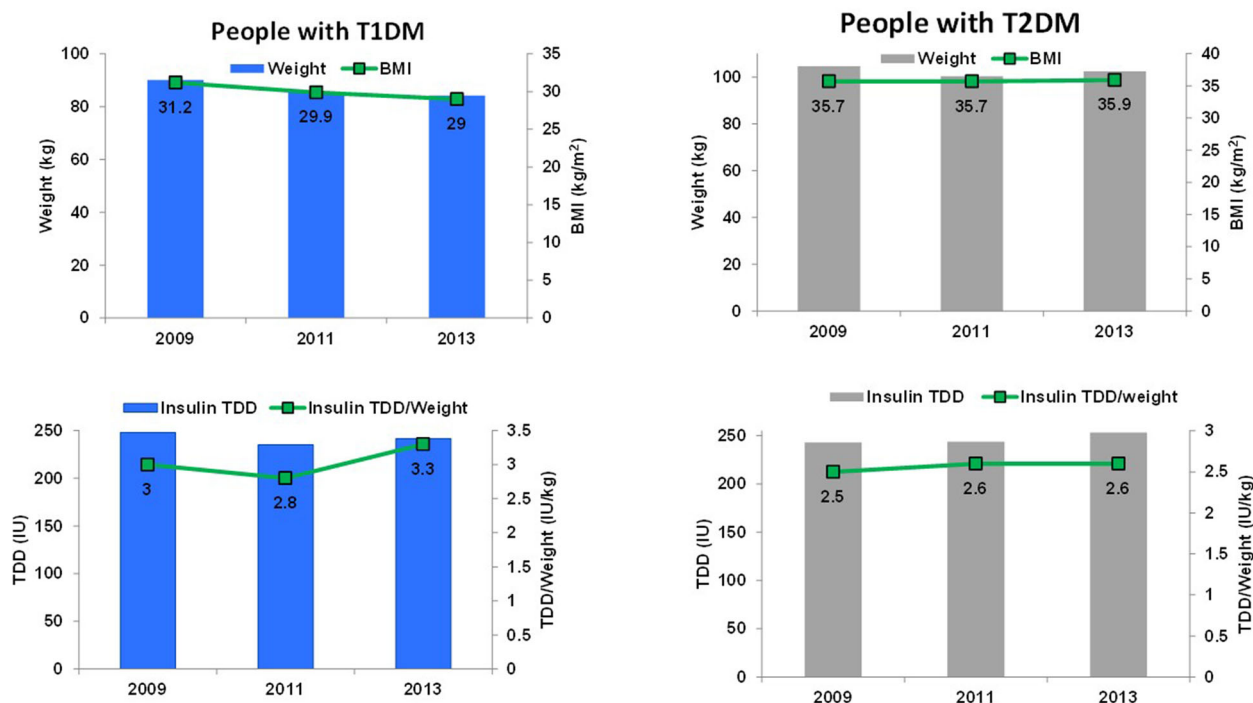 People with T1DM
Weight BMI
100
80
60
40
20
0
Weight (kg)
35
30
25
20
15
10
5
0
BMI (kg/m²)
31.2 29.9 29
2009 2011 2013
People with T2DM
Weight BMI
120
100
80
60
40
20
0
Weight (kg)
40
35
30
25
20
15
10
5
0
BMI (kg/m²)
35.7 35.7 35.9
2009 2011 2013
Insulin TDD Insulin TDD/Weight
250
200
150
100
50
0
TDD (IU)
3.5
3
2.5
2
1.5
1
0.5
0
TDD/Weight (IU/kg)
3 2.8 3.3
2009 2011 2013
Insulin TDD Insulin TDD/weight
250
200
150
100
50
0
TDD (IU)
3
2.5
2
1.5
1
0.5
0
TDD/Weight (IU/kg)
2.5 2.6 2.6
2009 2011 2013